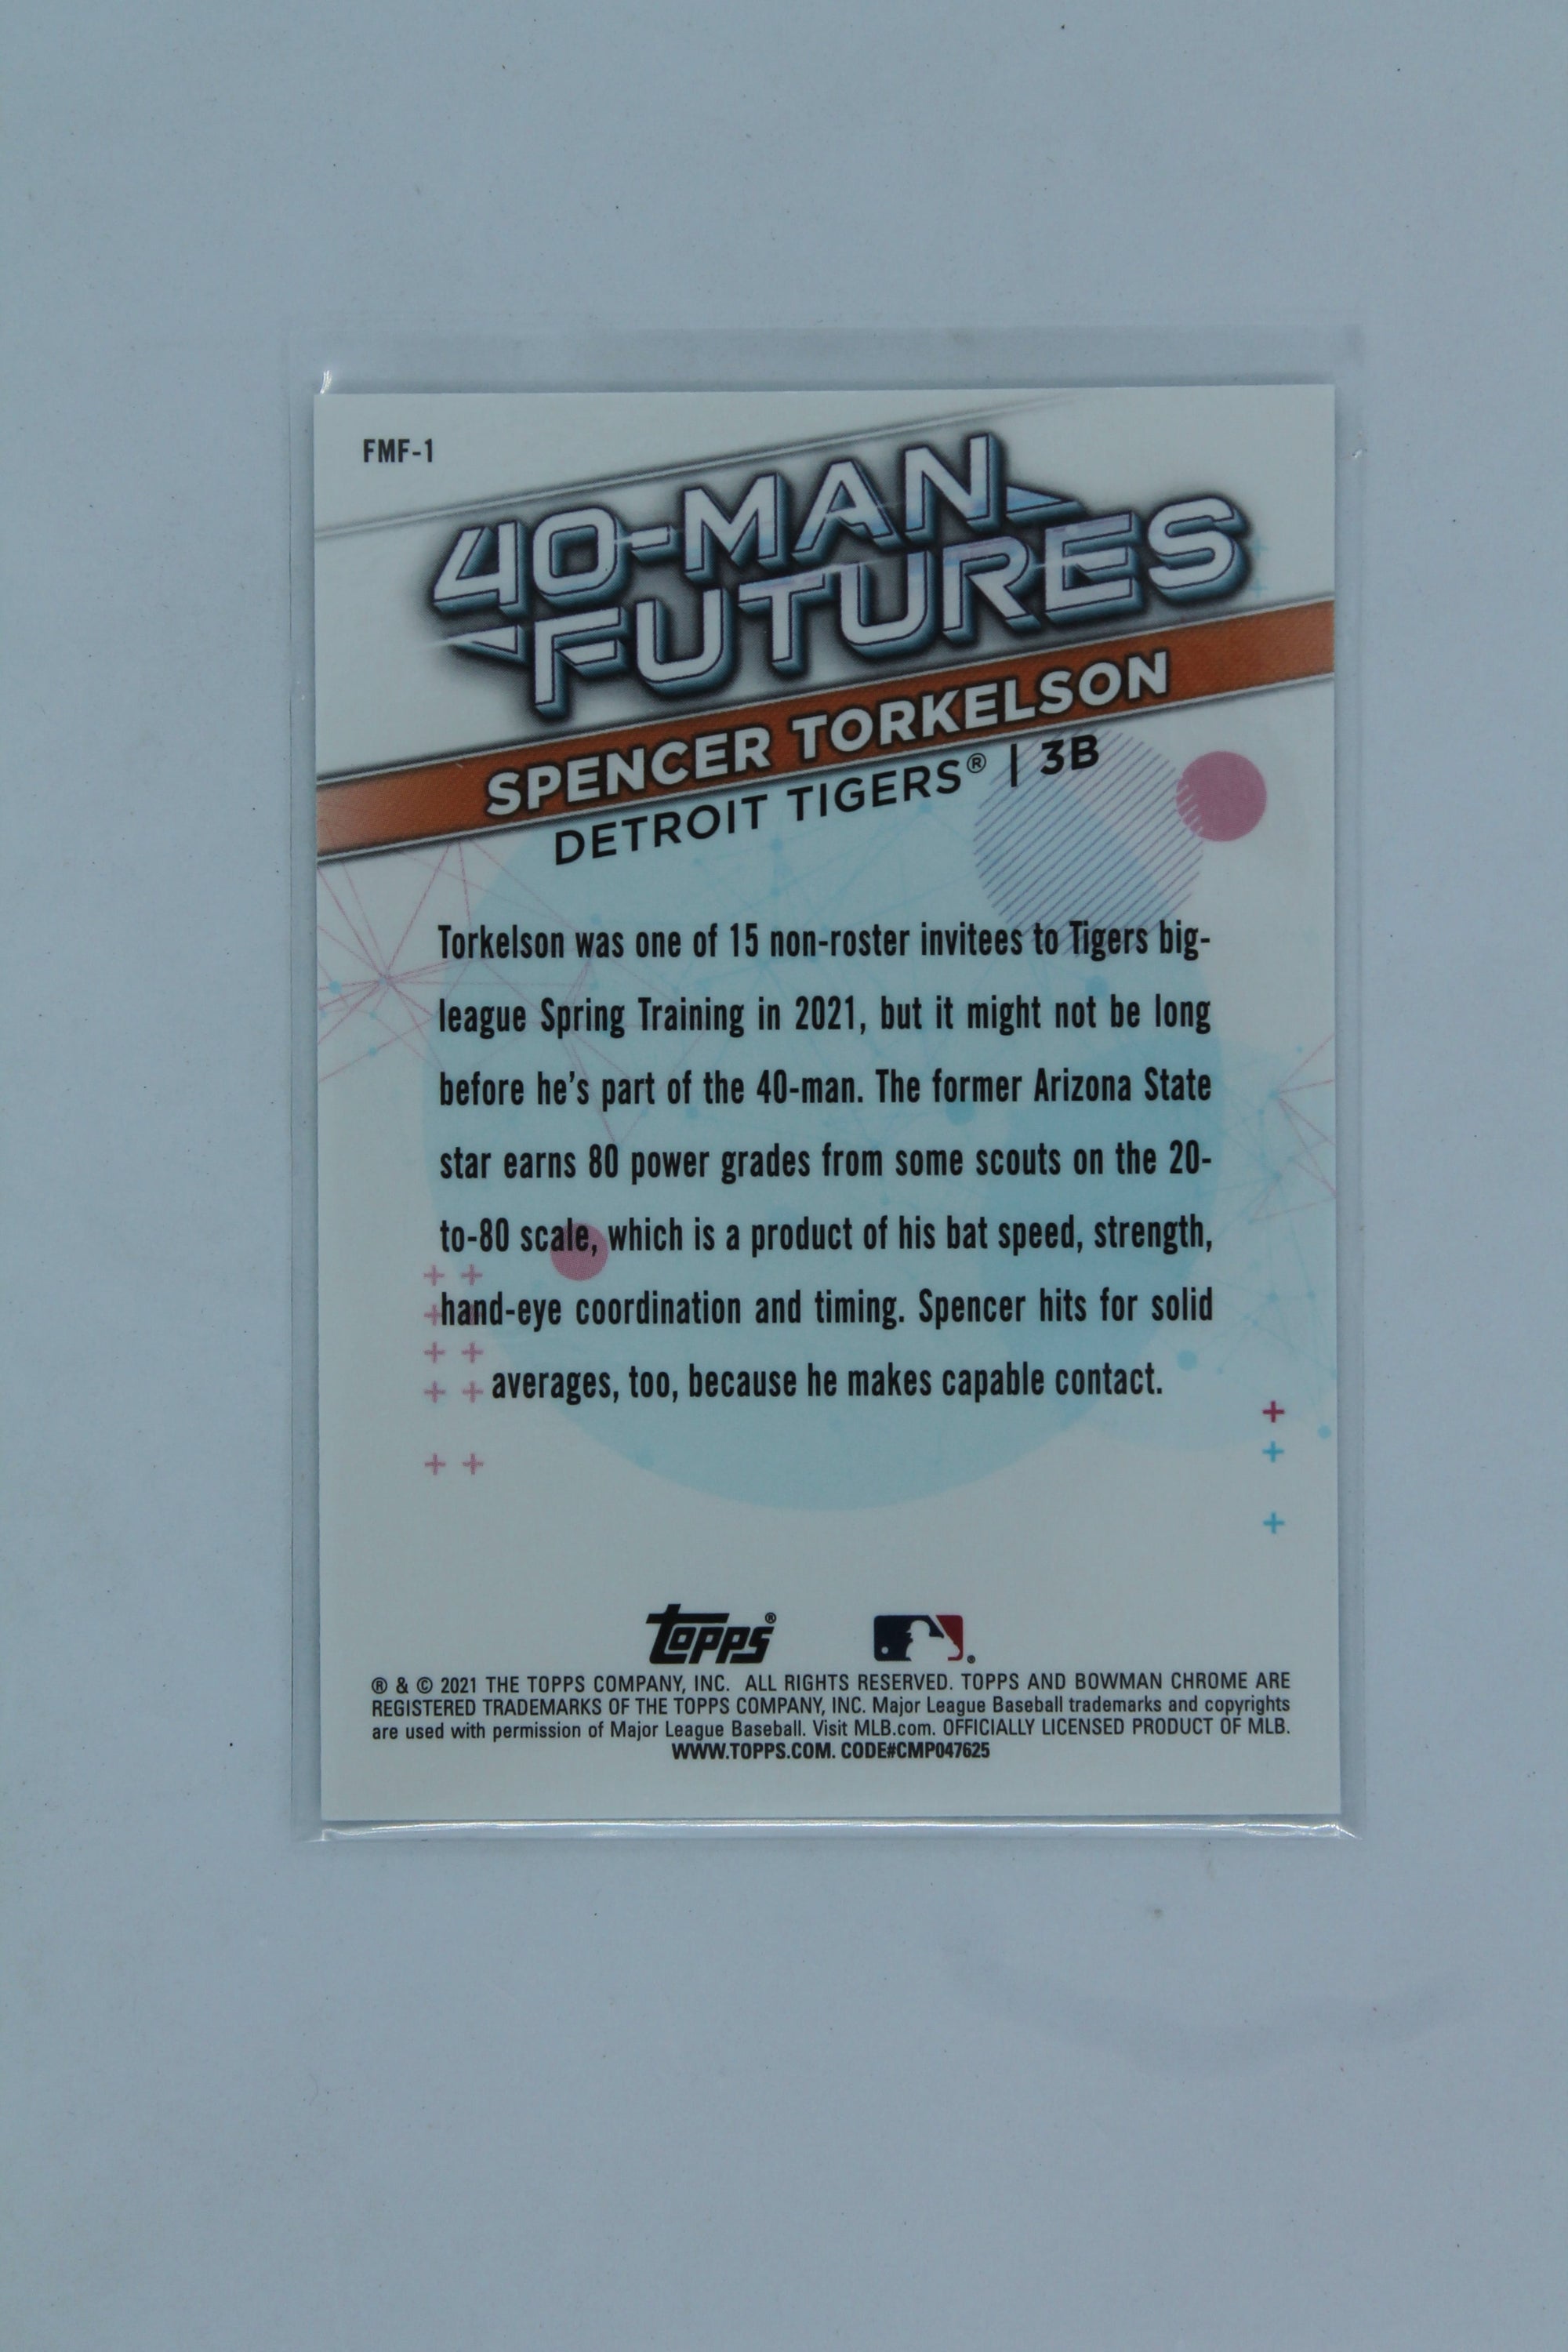 FMF-1
40-MAN
FUTURES
SPENCER TORKELSON
DETROIT TIGERS® | 3B
Torkelson was one of 15 non-roster invitees to Tigers big-
league Spring Training in 2021, but it might not be long
before he's part of the 40-man. The former Arizona State
star earns 80 power grades from some scouts on the 20-
to-80 scale, which is a product of his bat speed, strength,
hand-eye coordination and timing. Spencer hits for solid
averages, too, because he makes capable contact.
topps®
®
® & © 2021 THE TOPPS COMPANY, INC. ALL RIGHTS RESERVED. TOPPS AND BOWMAN CHROME ARE
REGISTERED TRADEMARKS OF THE TOPPS COMPANY, INC. Major League Baseball trademarks and copyrights
are used with permission of Major League Baseball. Visit MLB.com. OFFICIALLY LICENSED PRODUCT OF MLB.
WWW.TOPPS.COM. CODE#CMP047625